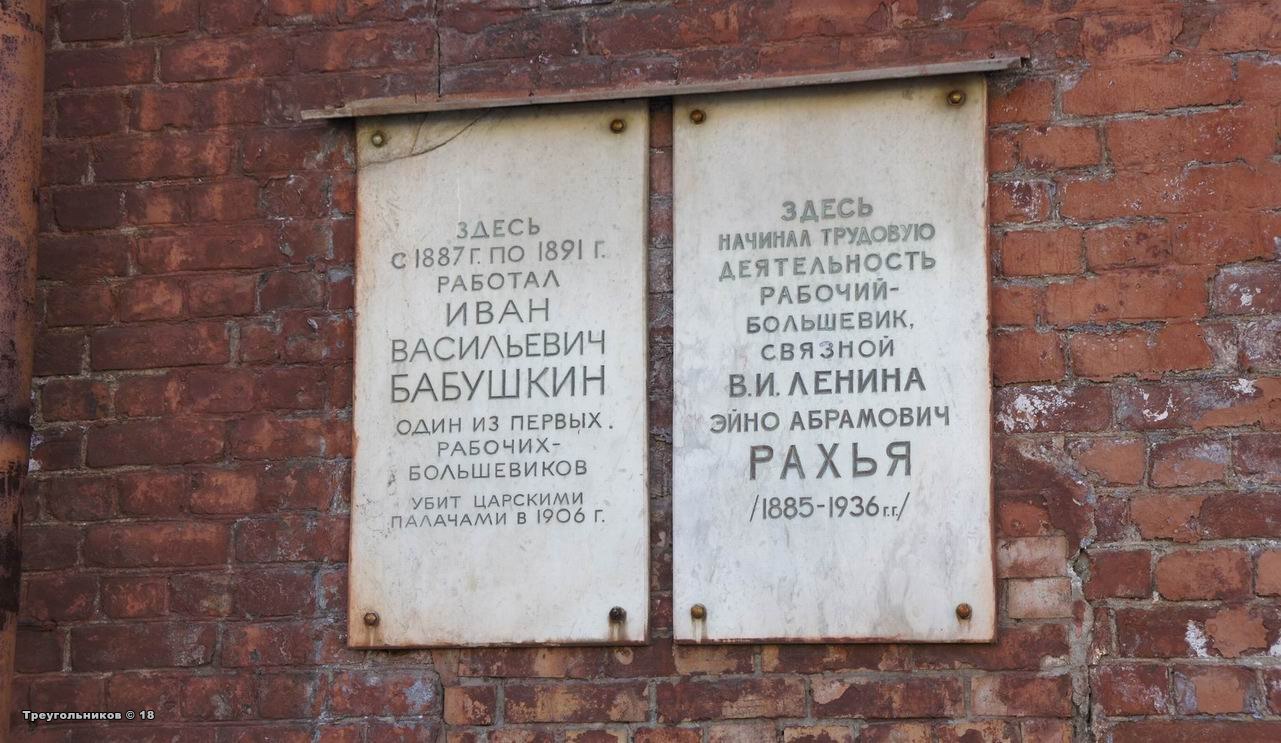 ЗДЕСЬ
С 1887 Г. ПО 1891 Г.
РАБОТАЛ
ИВАН
ВАСИЛЬЕВИЧ
БАБУШКИН
ОДИН ИЗ ПЕРВЫХ.
РАБОЧИХ-
БОЛЬШЕВИКОВ
УБИТ ЦАРСКИМИ
ПАЛАЧАМИ В 1906 Г.
ЗДЕСЬ
НАЧИНАЛ ТРУДОВУЮ
ДЕЯТЕЛЬНОСТЬ
РАБОЧИЙ-
БОЛЬШЕВИК,
СВЯЗНОЙ
В.И. ЛЕНИНА
ЭЙНО АБРАМОВИЧ
РАХЬЯ
/1885-1936 г.г./
Треугольников © 18